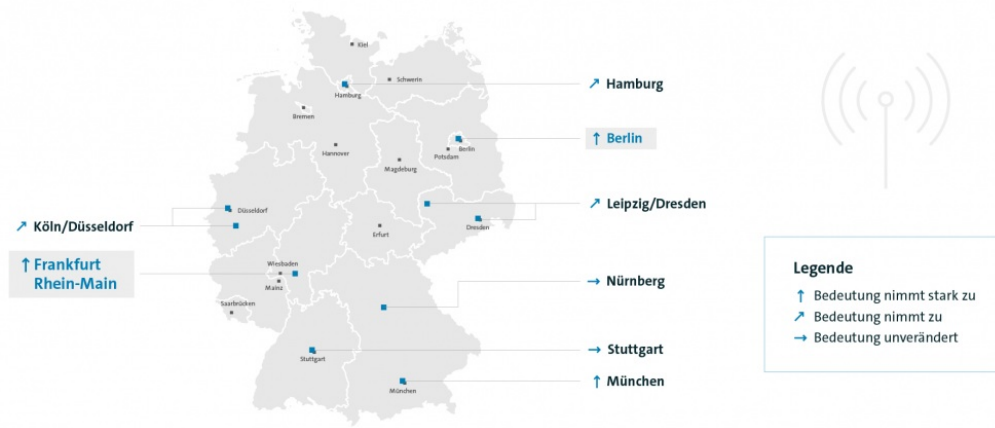 Kiel
Schwerin
Hamburg
Bremen
Hannover
Berlin
Potsdam
Magdeburg
Düsseldorf
Dresden
Erfurt
Wiesbaden
Mainz
Saarbrücken
Stuttgart
München
↗ Köln/Düsseldorf
↑ Frankfurt
Rhein-Main
↗ Hamburg
↑ Berlin
↗ Leipzig/Dresden
→ Nürnberg
→ Stuttgart
↑ München
Legende
↑ Bedeutung nimmt stark zu
↗ Bedeutung nimmt zu
→ Bedeutung unverändert